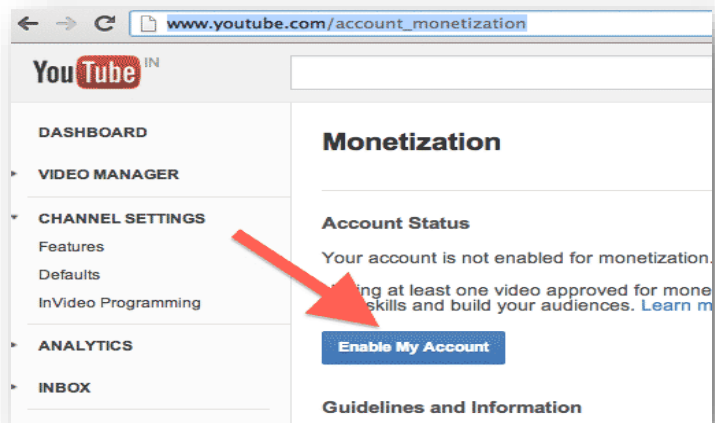 www.youtube.com/account_monetization
YouTube IN
DASHBOARD
VIDEO MANAGER
CHANNEL SETTINGS
Features
Defaults
InVideo Programming
ANALYTICS
INBOX
Monetization
Account Status
Your account is not enabled for monetization.
at least one video approved for mone
skills and build your audiences. Learn m
Enable My Account
Guidelines and Information